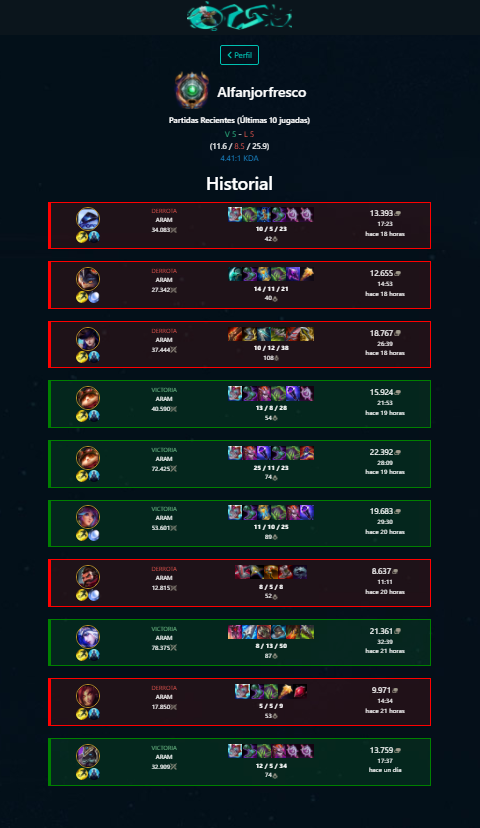 Perfil
Alfanjorfresco
Partidas Recientes (Últimas 10 jugadas)
V 5 - L 5
(11.6 / 8.5 / 25.9)
4.41:1 KDA
Historial
DERROTA
ARAM
34.083
10 / 5 / 23
42
13.393
17:23
hace 18 horas
DERROTA
ARAM
27.342
14 / 11 / 21
40
12.655
14:53
hace 18 horas
DERROTA
ARAM
37.444
10 / 12 / 38
108
18.767
26:39
hace 18 horas
VICTORIA
ARAM
40.590
13 / 8 / 28
54
15.924
21:53
hace 19 horas
VICTORIA
ARAM
72.425
25 / 11 / 23
74
22.392
28:09
hace 19 horas
VICTORIA
ARAM
53.601
11 / 10 / 25
89
19.683
29:30
hace 20 horas
DERROTA
ARAM
12.815
8 / 5 / 8
52
8.637
11:11
hace 20 horas
VICTORIA
ARAM
78.375
8 / 13 / 50
87
21.361
32:39
hace 21 horas
DERROTA
ARAM
17.850
5 / 5 / 9
53
9.971
14:34
hace 21 horas
VICTORIA
ARAM
32.909
12 / 5 / 34
74
13.759
17:37
hace un día